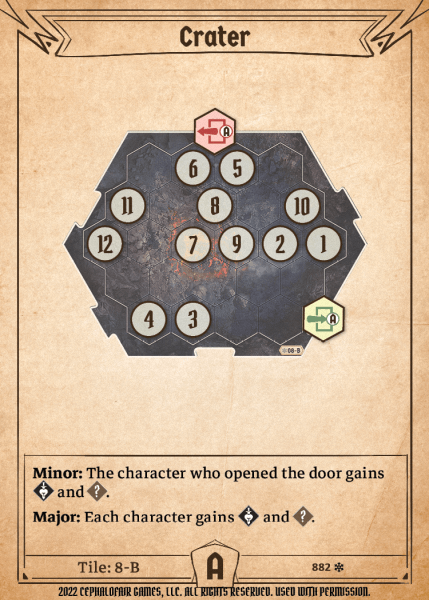 Crater
A
6 5
11 8 10
12 7 9 2 1
4 3 A
08-B
Minor: The character who opened the door gains
and ?.
Major: Each character gains and ?.
Tile: 8-B A 882
2022 CEPHALOFAIR GAMES, LLC. ALL RIGHTS RESERVED. USED WITH PERMISSION.